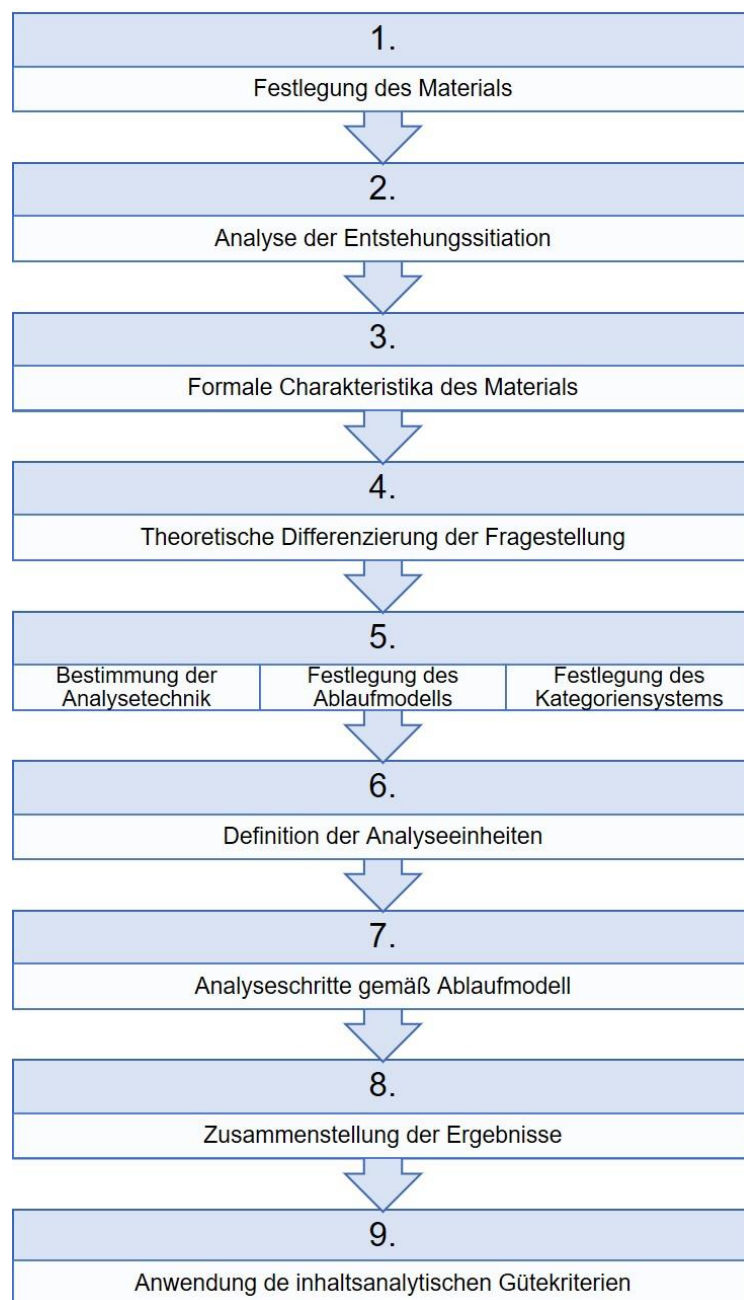 1.
Festlegung des Materials
2.
Analyse der Entstehungssitiation
3.
Formale Charakteristika des Materials
4.
Theoretische Differenzierung der Fragestellung
5.
Bestimmung der
Analysetechnik
Festlegung des
Ablaufmodells
Festlegung des
Kategoriensystems
6.
Definition der Analyseeinheiten
7.
Analyseschritte gemäß Ablaufmodell
8.
Zusammenstellung der Ergebnisse
9.
Anwendung de inhaltsanalytischen Gütekriterien